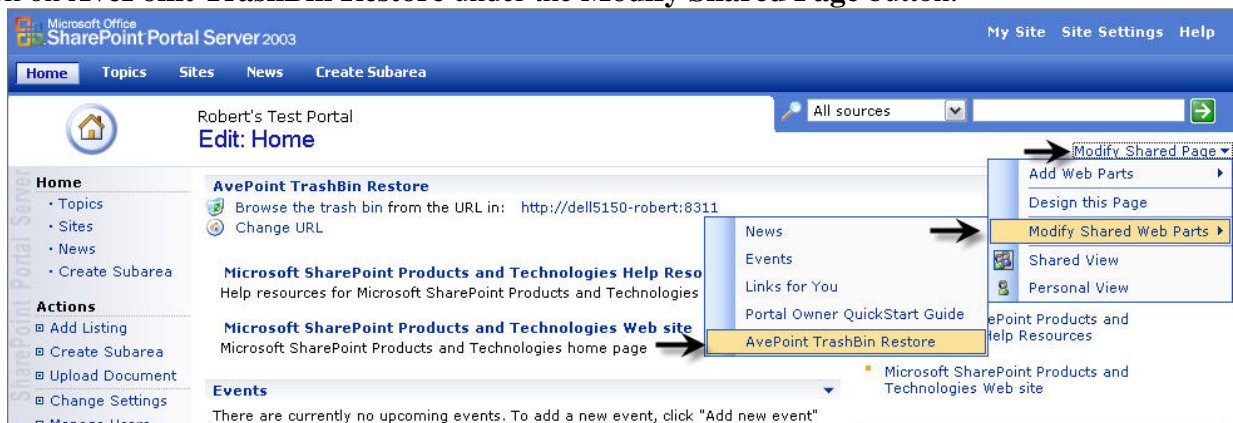 on on AvePoint TrashBin Restore under the Modify Shared Page button.
Microsoft Office
SharePoint Portal Server 2003
My Site Site Settings Help
Home Topics Sites News Create Subarea
Robert's Test Portal
Edit: Home
All sources
Modify Shared Page
Home
Topics
Sites
News
Create Subarea
Actions
Add Listing
Create Subarea
Upload Document
Change Settings
Manage Users
SharePoint Portal Server
AvePoint TrashBin Restore
Browse the trash bin from the URL in: http://dell5150-robert:8311
Change URL
Microsoft SharePoint Products and Technologies Help Reso
Help resources for Microsoft SharePoint Products and Technologies
Microsoft SharePoint Products and Technologies Web site
Microsoft SharePoint Products and Technologies home page
Events
There are currently no upcoming events. To add a new event, click "Add new event"
News
Events
Links for You
Portal Owner QuickStart Guide
AvePoint TrashBin Restore
Add Web Parts
Design this Page
Modify Shared Web Parts
Shared View
Personal View
ePoint Products and
Help Resources
Microsoft SharePoint Products and
Technologies Web site